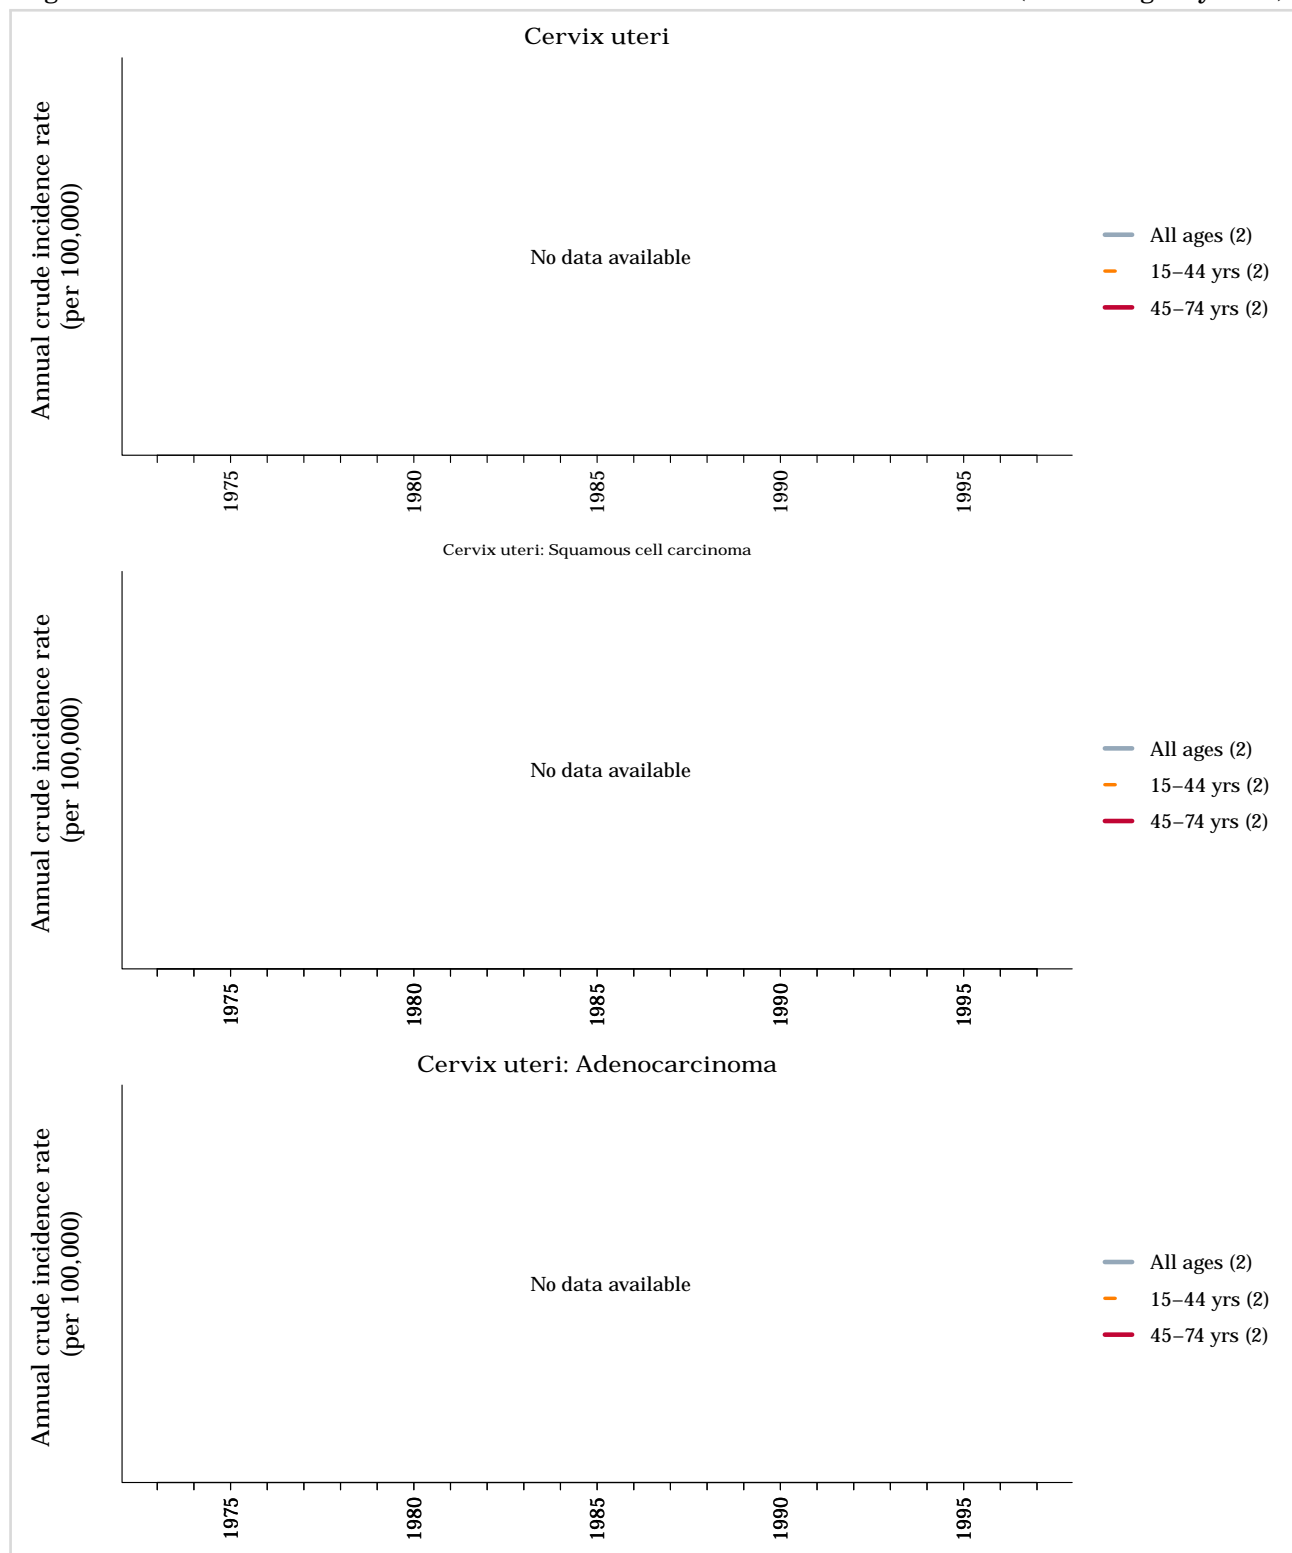 Cervix uteri
Annual crude incidence rate
(per 100,000)
No data available
All ages (2)
15–44 yrs (2)
45–74 yrs (2)
1975
1980
1985
1990
1995
Cervix uteri: Squamous cell carcinoma
Annual crude incidence rate
(per 100,000)
No data available
All ages (2)
15–44 yrs (2)
45–74 yrs (2)
1975
1980
1985
1990
1995
Cervix uteri: Adenocarcinoma
Annual crude incidence rate
(per 100,000)
No data available
All ages (2)
15–44 yrs (2)
45–74 yrs (2)
1975
1980
1985
1990
1995